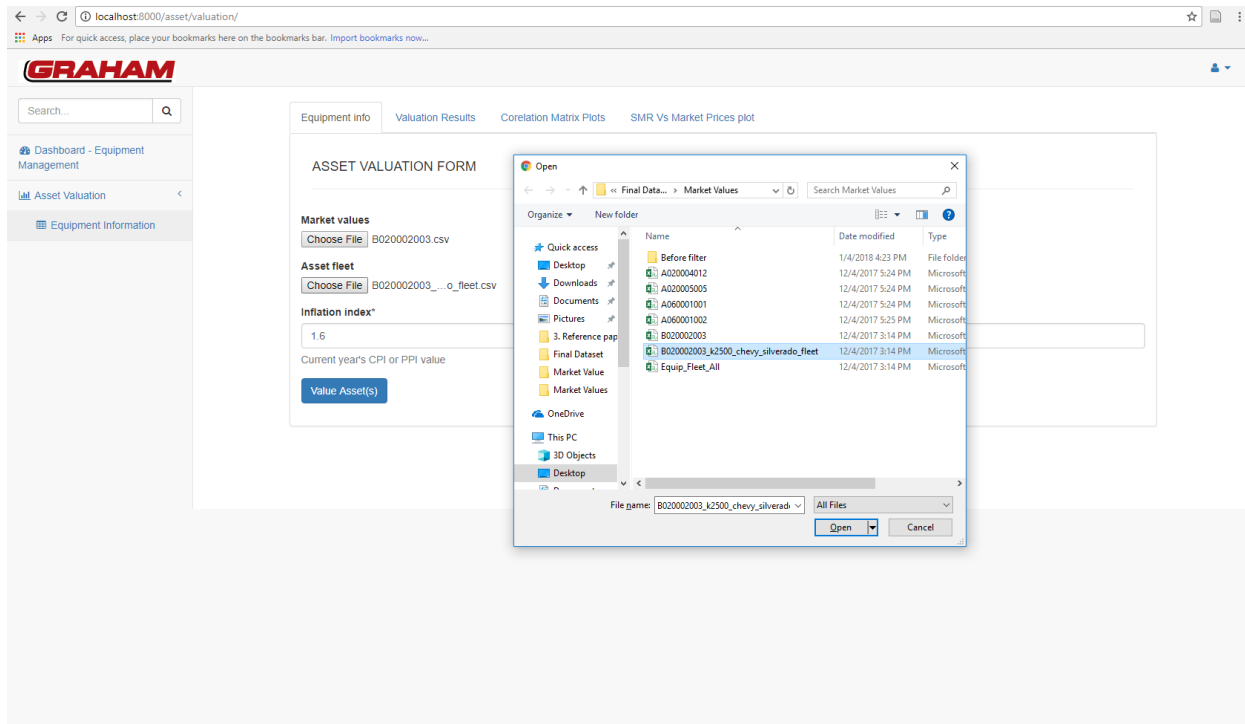 localhost:8000/asset/valuation/
Apps For quick access, place your bookmarks here on the bookmarks bar. Import bookmarks now...
GRAHAM
Search...
Dashboard - Equipment
Management
Asset Valuation
Equipment Information
Equipment info Valuation Results Corelation Matrix Plots SMR Vs Market Prices plot
ASSET VALUATION FORM
Market values
Choose File B020002003.csv
Asset fleet
Choose File B020002003_...o_fleet.csv
Inflation index*
1.6
Current year's CPI or PPI value
Value Asset(s)
Open
« Final Data... > Market Values
Search Market Values
Organize New folder
Quick access
Desktop
Downloads
Documents
Pictures
3. Reference pap
Final Dataset
Market Value
Market Values
OneDrive
This PC
3D Objects
Desktop
Name Date modified Type
Before filter 1/4/2018 4:23 PM File folder
A020004012 12/4/2017 5:24 PM Microsoft
A020005005 12/4/2017 5:24 PM Microsoft
A060001001 12/4/2017 5:24 PM Microsoft
A060001002 12/4/2017 5:25 PM Microsoft
B020002003 12/4/2017 3:14 PM Microsoft
B020002003_k2500_chevy_silverado_fleet 12/4/2017 3:14 PM Microsoft
Equip_Fleet_All 12/4/2017 3:14 PM Microsoft
File name: B020002003_k2500_chevy_silverad All Files
Open Cancel